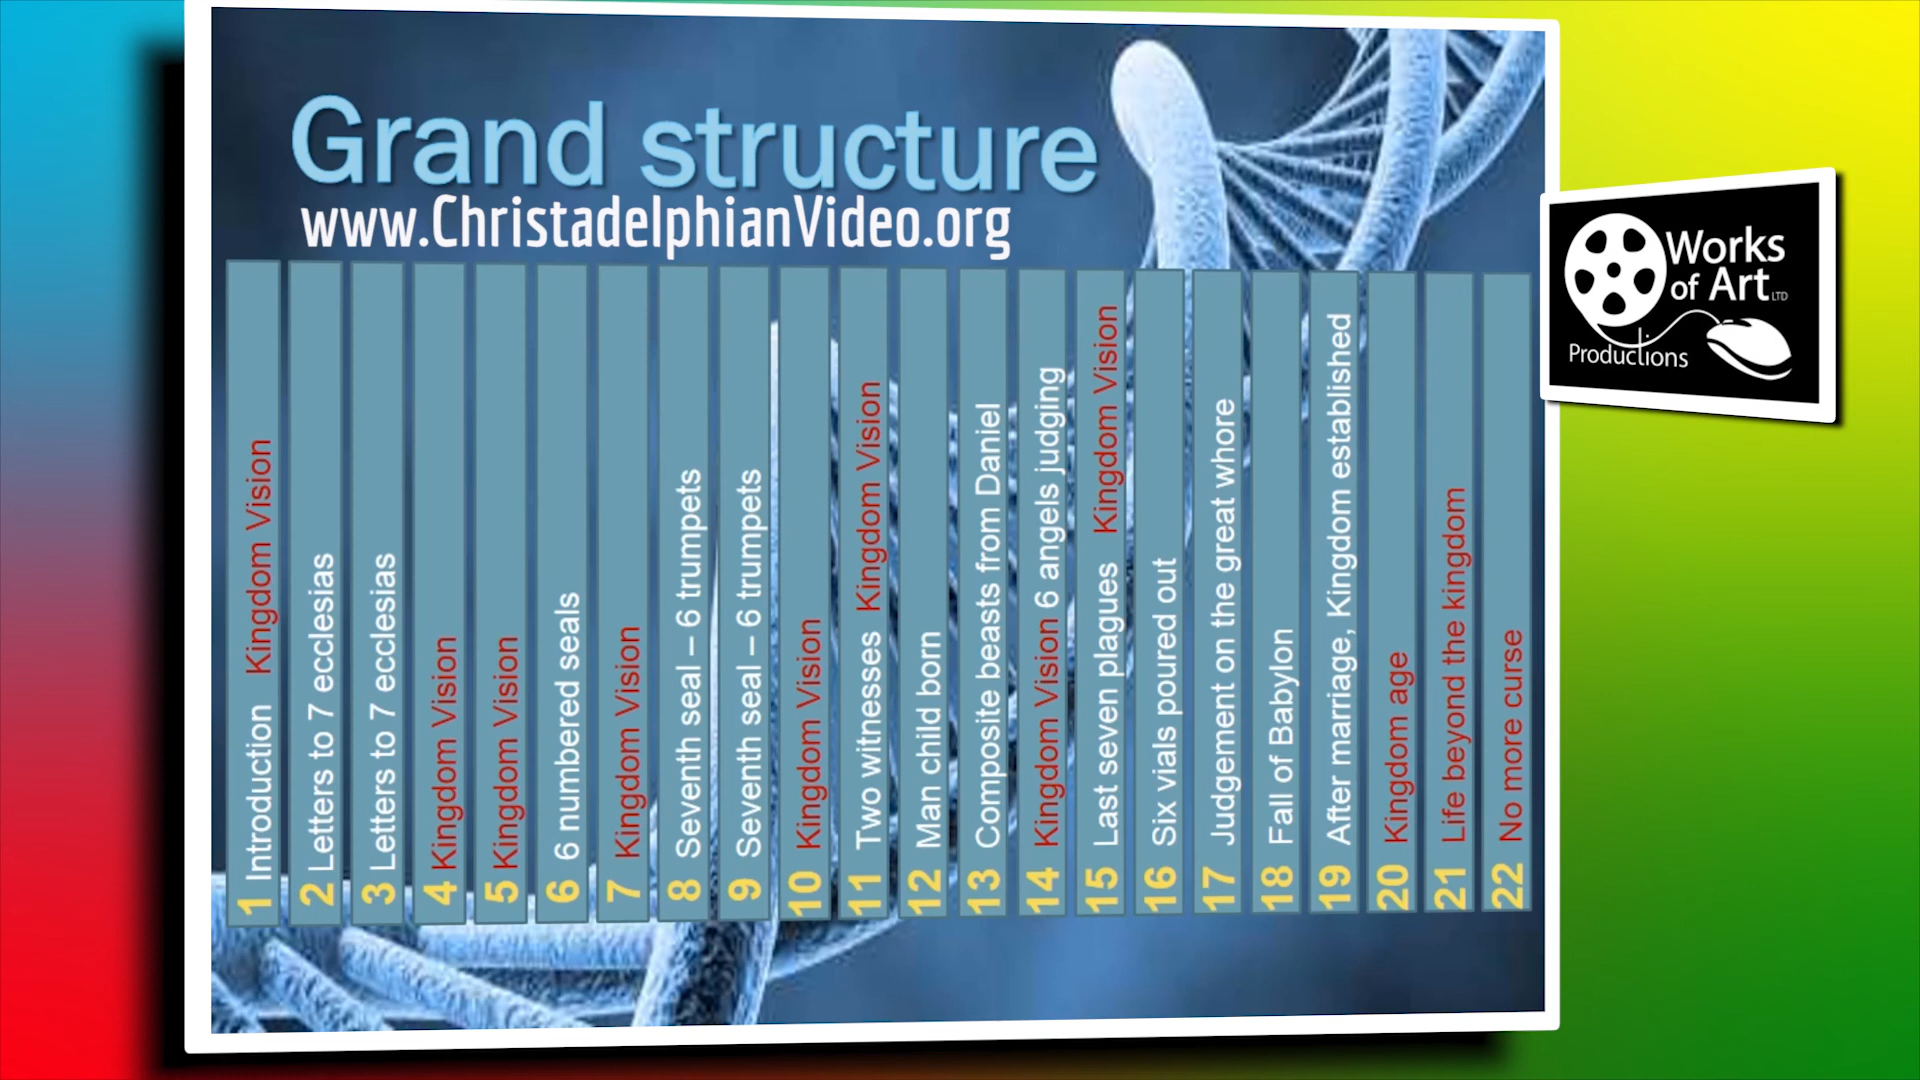 Grand structure
www.ChristadelphianVideo.org
1 Introduction Kingdom Vision
2 Letters to 7 ecclesias
3 Letters to 7 ecclesias
4 Kingdom Vision
5 Kingdom Vision
6 6 numbered seals
7 Kingdom Vision
8 Seventh seal – 6 trumpets
9 Seventh seal – 6 trumpets
10 Kingdom Vision
11 Two witnesses Kingdom Vision
12 Man child born
13 Composite beasts from Daniel
14 Kingdom Vision 6 angels judging
15 Last seven plagues Kingdom Vision
16 Six vials poured out
17 Judgement on the great whore
18 Fall of Babylon
19 After marriage, Kingdom established
20 Kingdom age
21 Life beyond the kingdom
22 No more curse
Works
of Art LTD
Productions